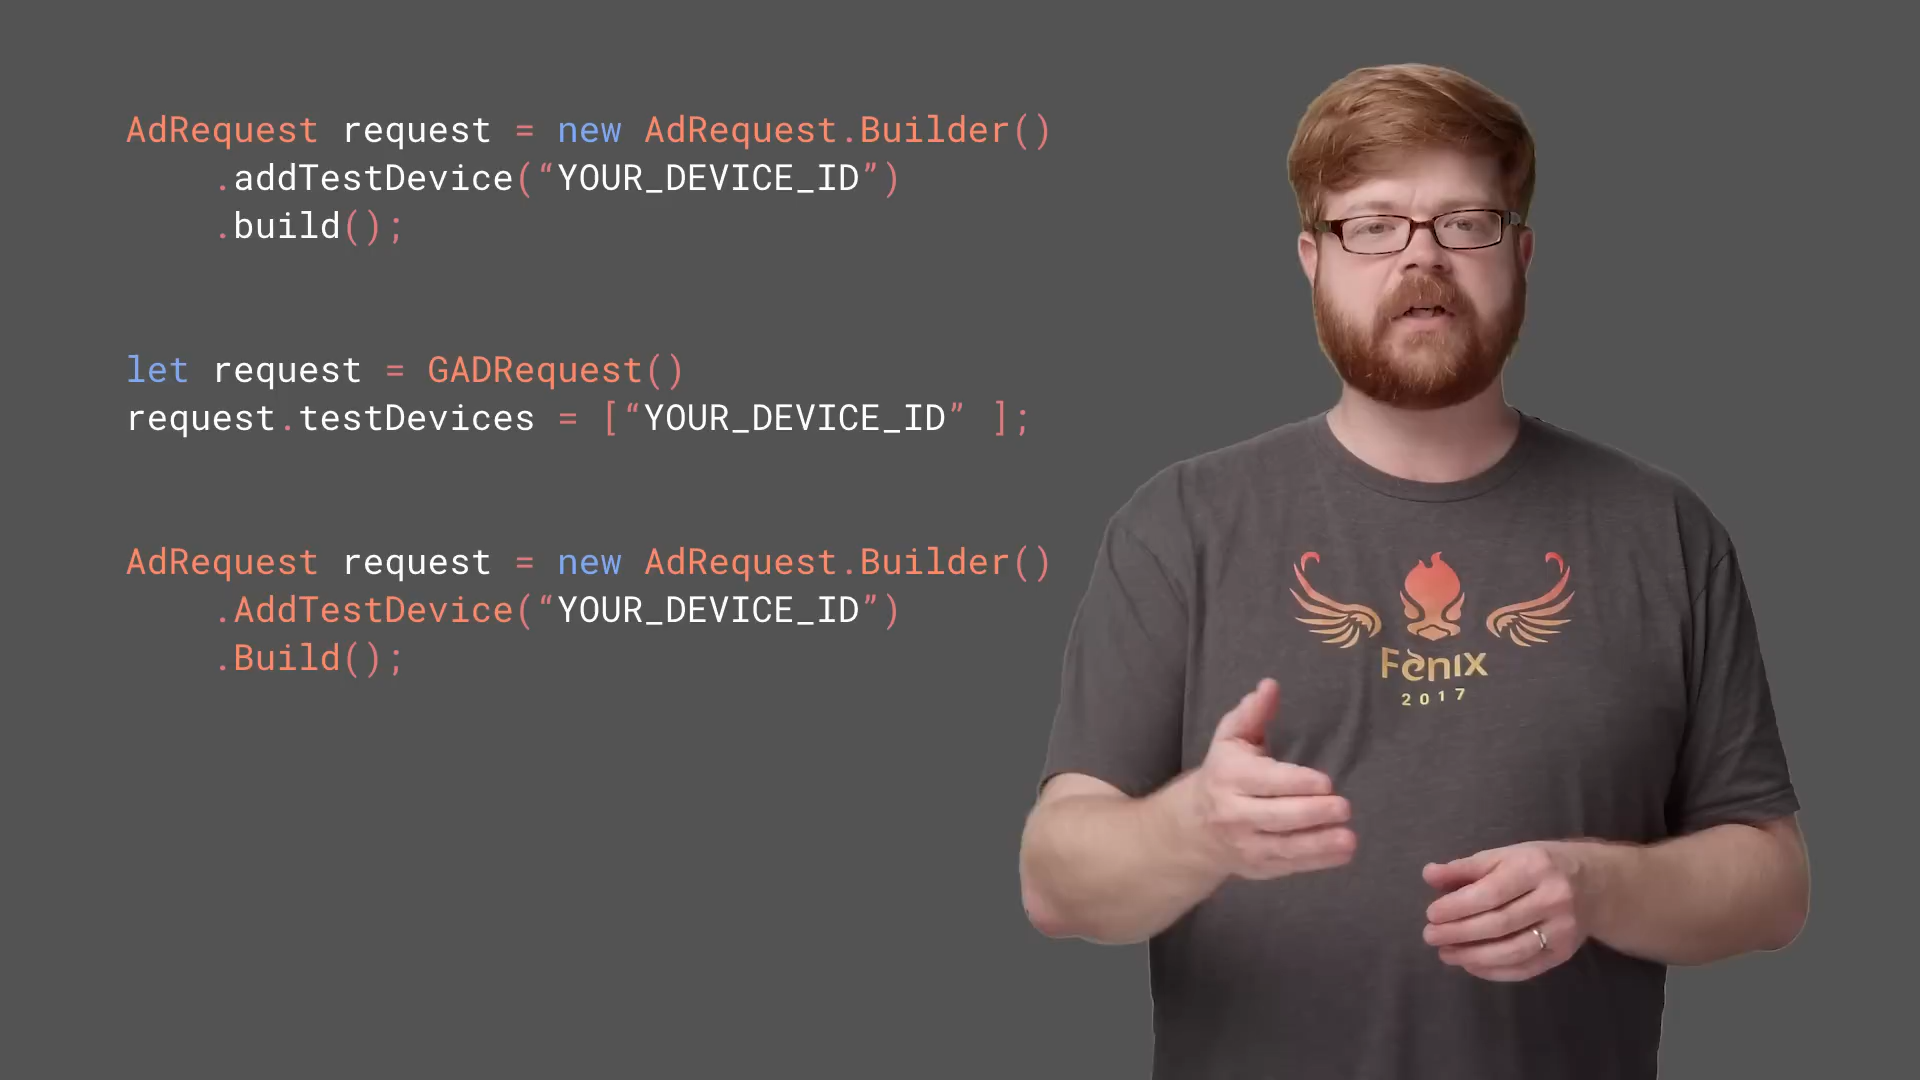 AdRequest request = new AdRequest.Builder()
.addTestDevice(“YOUR_DEVICE_ID”)
.build();
let request = GADRequest()
request.testDevices = [“YOUR_DEVICE_ID” ];
AdRequest request = new AdRequest.Builder()
.AddTestDevice(“YOUR_DEVICE_ID”)
.Build();
Fenix
2017